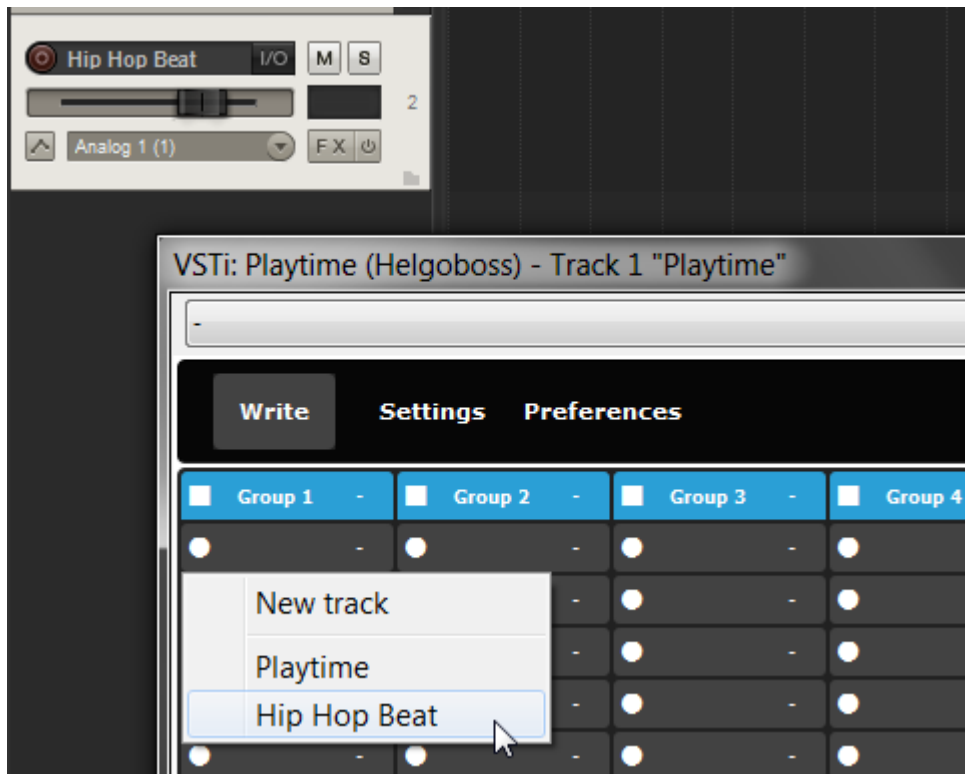 Hip Hop Beat I/O M S
2
Analog 1 (1) FX
VSTi: Playtime (Helgoboss) - Track 1 "Playtime"
-
Write Settings Preferences
Group 1 - Group 2 - Group 3 - Group 4
- - -
New track -
Playtime -
Hip Hop Beat -
- - -